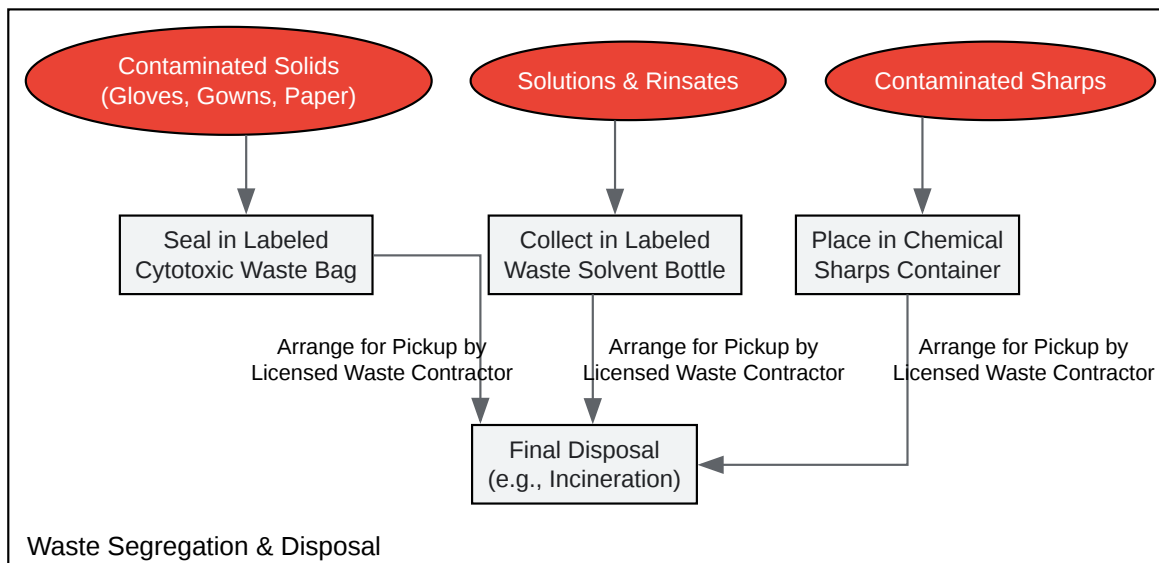 Contaminated Solids
(Gloves, Gowns, Paper)
Solutions & Rinsates
Contaminated Sharps
Seal in Labeled
Cytotoxic Waste Bag
Collect in Labeled
Waste Solvent Bottle
Place in Chemical
Sharps Container
Arrange for Pickup by
Licensed Waste Contractor
Arrange for Pickup by
Licensed Waste Contractor
Arrange for Pickup by
Licensed Waste Contractor
Final Disposal
(e.g., Incineration)
Waste Segregation & Disposal